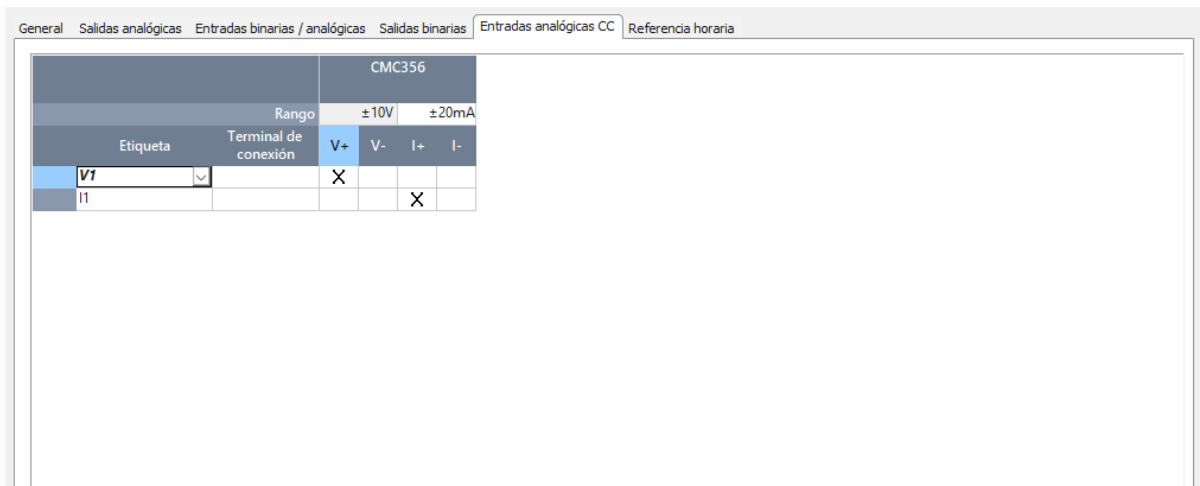 General Salidas analógicas Entradas binarias / analógicas Salidas binarias Entradas analógicas CC Referencia horaria
CMC356
Rango ±10V ±20mA
Etiqueta Terminal de conexión V+ V- I+ I-
V1 X
I1 X